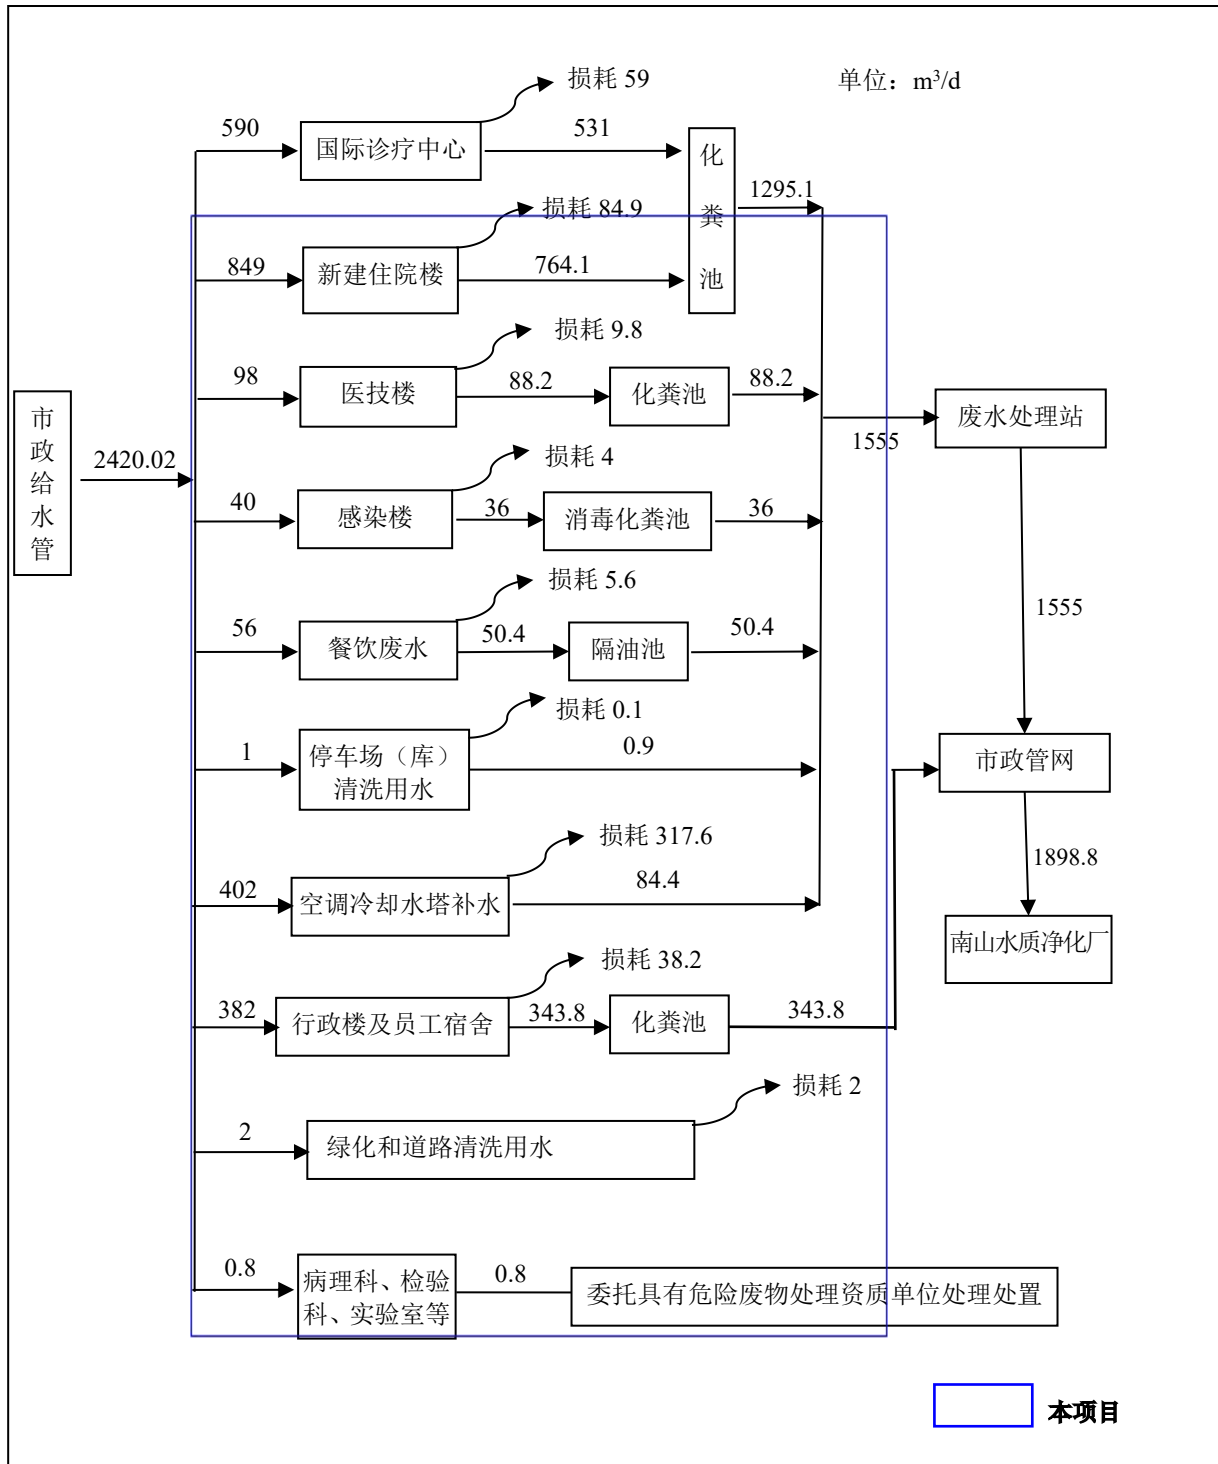 损耗 59
单位：m³/d
590
国际诊疗中心
531
化
粪
池
1295.1
损耗 84.9
849
新建住院楼
764.1
损耗 9.8
98
医技楼
88.2
化粪池
88.2
市
政
给
水
管
2420.02
1555
废水处理站
损耗 4
40
感染楼
36
消毒化粪池
36
损耗 5.6
56
餐饮废水
50.4
隔油池
50.4
1555
损耗 0.1
1
停车场（库）
清洗用水
0.9
市政管网
损耗 317.6
402
空调冷却水塔补水
84.4
1898.8
南山水质净化厂
损耗 38.2
382
行政楼及员工宿舍
343.8
化粪池
343.8
损耗 2
2
绿化和道路清洗用水
0.8
病理科、检验
科、实验室等
0.8
委托具有危险废物处理资质单位处理处置
本项目